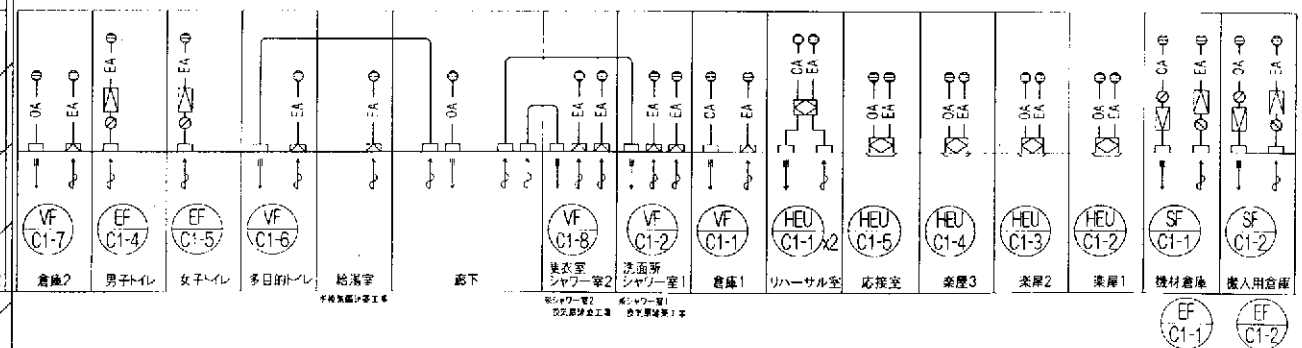 OA
EA
EA
EA
EA
EA
OA
EA
EA
EA
EA
EA
OA
EA
OA
EA
OA
EA
OA
EA
OA
EA
OA
EA
OA
EA
OA
EA
VF
C1-7
EF
C1-4
EF
C1-5
VF
C1-6
VF
C1-8
VF
C1-2
VF
C1-1
HEU
C1-1 x2
HEU
C1-5
HEU
C1-4
HEU
C1-3
HEU
C1-2
SF
C1-1
SF
C1-2
倉庫2
男子トイレ
女子トイレ
多目的トイレ
給湯室
廊下
更衣室
シャワー室2
洗面所
シャワー室1
倉庫1
リハーサル室
応接室
楽屋3
楽屋2
楽屋1
機材倉庫
搬入用倉庫
EF
C1-1
EF
C1-2